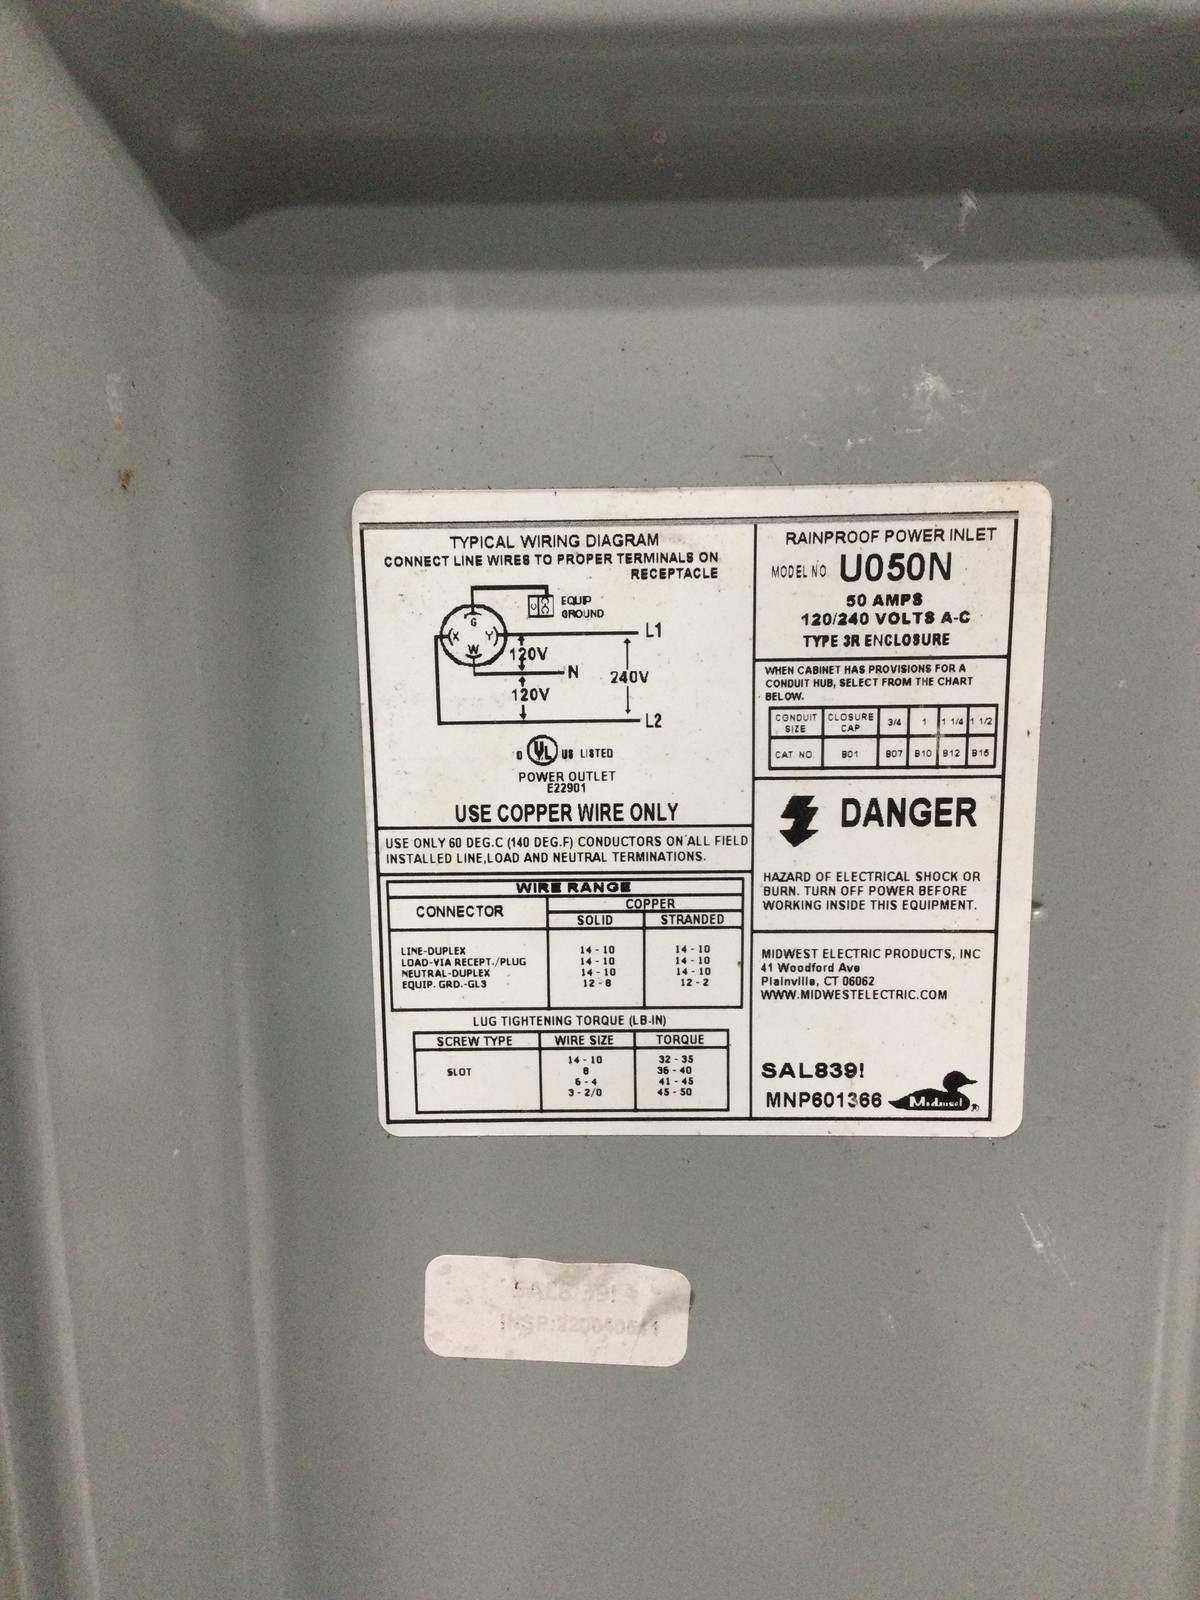 TYPICAL WIRING DIAGRAM
CONNECT LINE WIRES TO PROPER TERMINALS ON
RECEPTACLE
EQUIP
GROUND
G
X Y
W
L1
120V
N
240V
120V
L2
UL US LISTED
POWER OUTLET
E22901
USE COPPER WIRE ONLY
USE ONLY 60 DEG.C (140 DEG.F) CONDUCTORS ON ALL FIELD
INSTALLED LINE,LOAD AND NEUTRAL TERMINATIONS.
WIRE RANGE
CONNECTOR COPPER
SOLID STRANDED
LINE-DUPLEX 14 - 10 14 - 10
LOAD-VIA RECEPT./PLUG 14 - 10 14 - 10
NEUTRAL-DUPLEX 14 - 10 14 - 10
EQUIP. GRD.-GL3 12 - 8 12 - 2
LUG TIGHTENING TORQUE (LB-IN)
SCREW TYPE WIRE SIZE TORQUE
14 - 10 32 - 35
SLOT 8 36 - 40
6 - 4 41 - 45
3 - 2/0 45 - 50
RAINPROOF POWER INLET
MODEL NO. U050N
50 AMPS
120/240 VOLTS A-C
TYPE 3R ENCLOSURE
WHEN CABINET HAS PROVISIONS FOR A
CONDUIT HUB, SELECT FROM THE CHART
BELOW.
CONDUIT SIZE CLOSURE CAP 3/4 1 1 1/4 1 1/2
CAT. NO. B01 B07 B10 B12 B15
DANGER
HAZARD OF ELECTRICAL SHOCK OR
BURN. TURN OFF POWER BEFORE
WORKING INSIDE THIS EQUIPMENT.
MIDWEST ELECTRIC PRODUCTS, INC
41 Woodford Ave
Plainville, CT 06062
WWW.MIDWESTELECTRIC.COM
SAL839!
MNP601366 Midwest ®